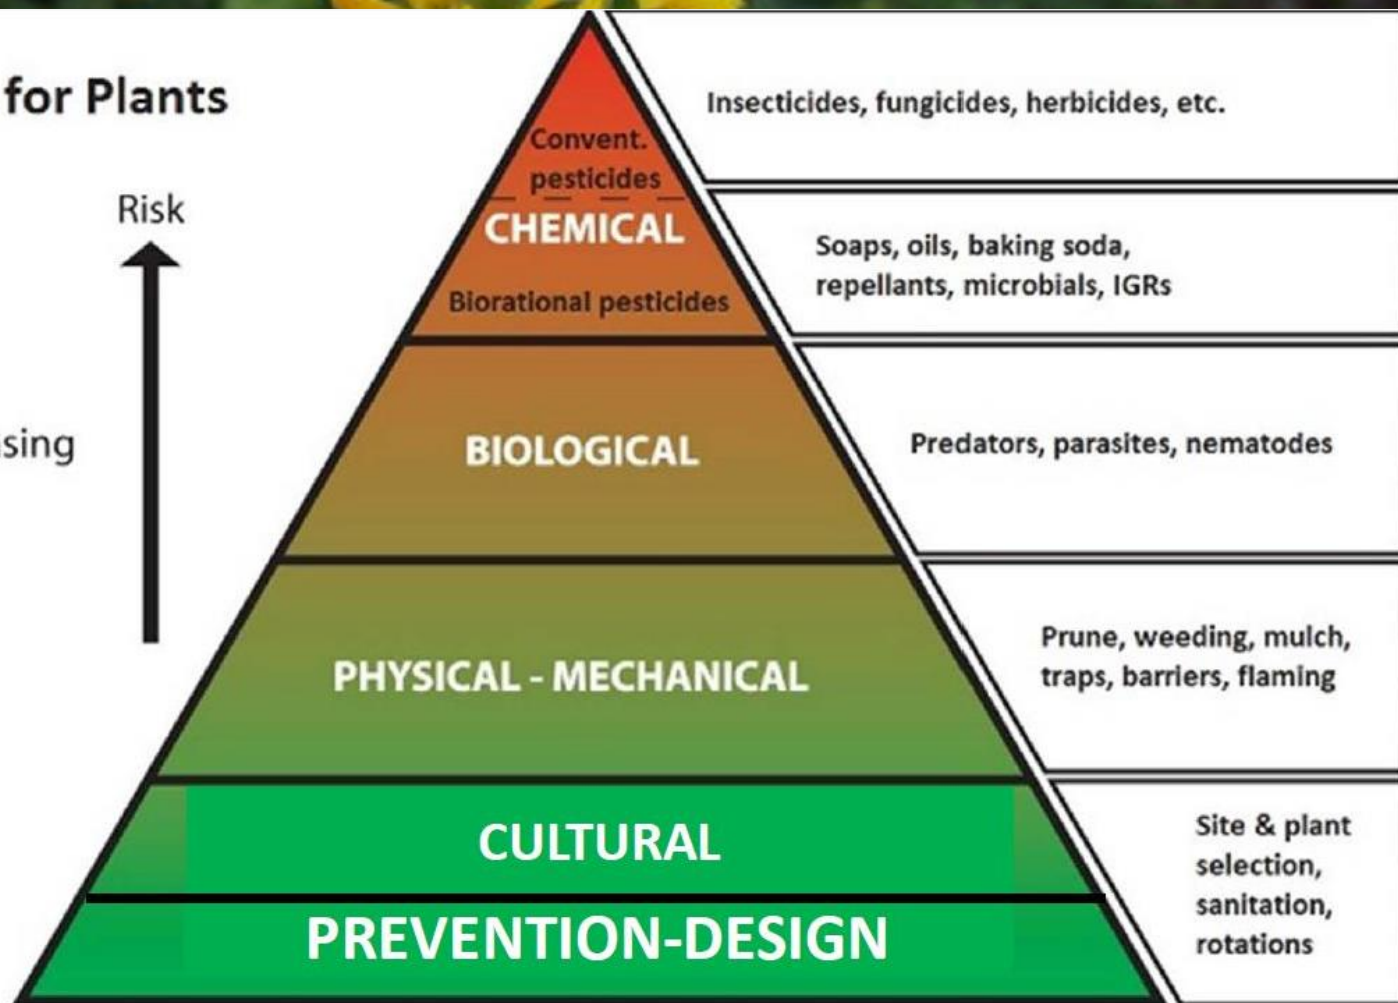 for Plants
Risk
sing
Convent.
pesticides
CHEMICAL
Biorational pesticides
BIOLOGICAL
PHYSICAL - MECHANICAL
CULTURAL
PREVENTION-DESIGN
Insecticides, fungicides, herbicides, etc.
Soaps, oils, baking soda,
repellants, microbials, IGRs
Predators, parasites, nematodes
Prune, weeding, mulch,
traps, barriers, flaming
Site & plant
selection,
sanitation,
rotations